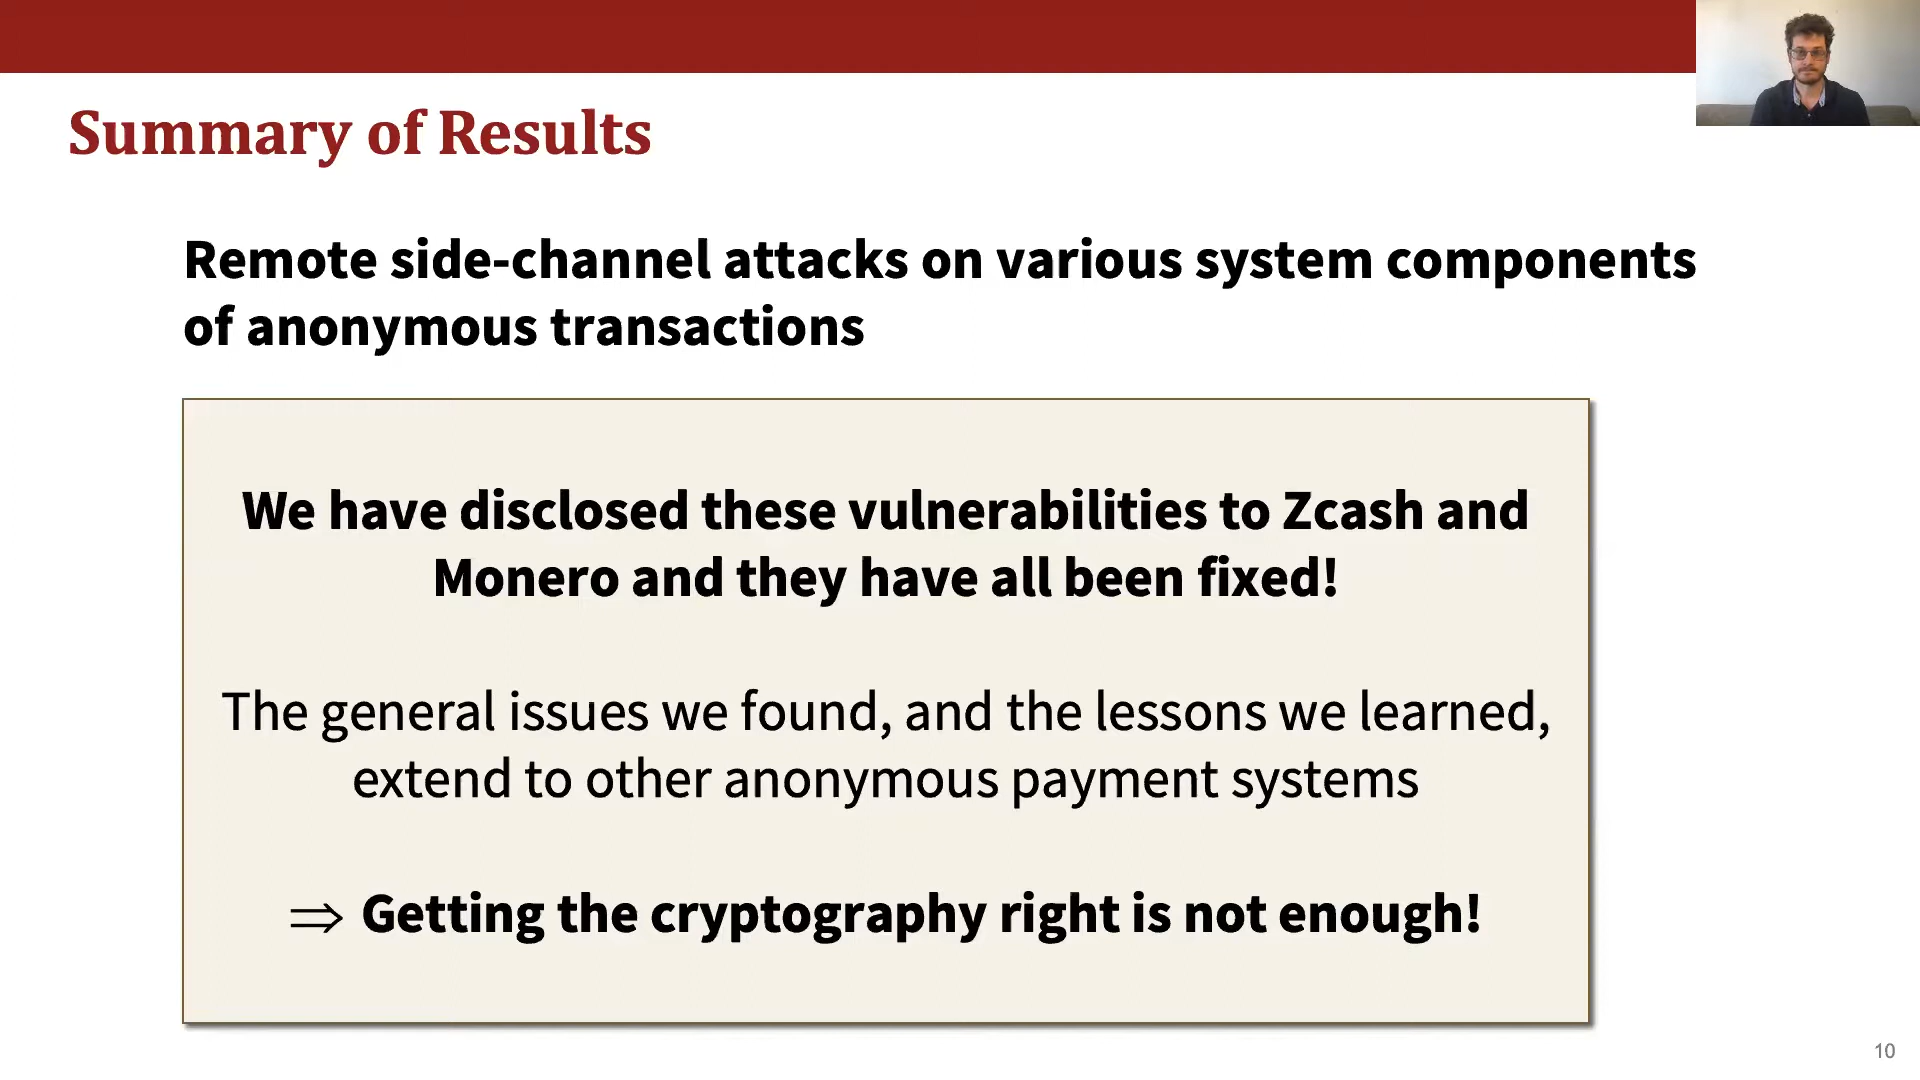 Summary of Results
Remote side-channel attacks on various system components
of anonymous transactions
We have disclosed these vulnerabilities to Zcash and
Monero and they have all been fixed!
The general issues we found, and the lessons we learned,
extend to other anonymous payment systems
⇒ Getting the cryptography right is not enough!
10